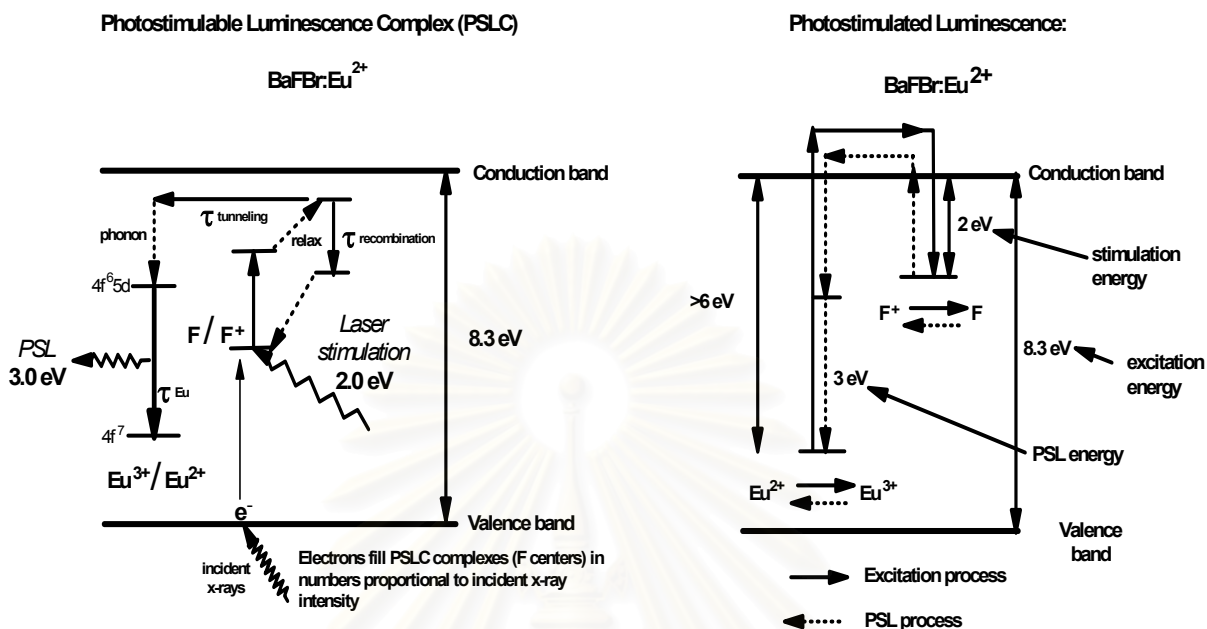 Photostimulable Luminescence Complex (PSLC)
BaFBr:Eu²⁺
Conduction band
τ tunneling
phonon
relax
τ recombination
4f⁶5d
F / F⁺
Laser
stimulation
2.0 eV
8.3 eV
PSL
3.0 eV
τ Eu
4f⁷
Eu³⁺/ Eu²⁺
e⁻
Valence band
incident
x-rays
Electrons fill PSLC complexes (F centers) in
numbers proportional to incident x-ray
intensity
Photostimulated Luminescence:
BaFBr:Eu²⁺
Conduction band
2 eV
stimulation
energy
>6 eV
F⁺ F
8.3 eV
excitation
energy
3 eV
PSL energy
Eu²⁺ Eu³⁺
Valence
band
Excitation process
PSL process